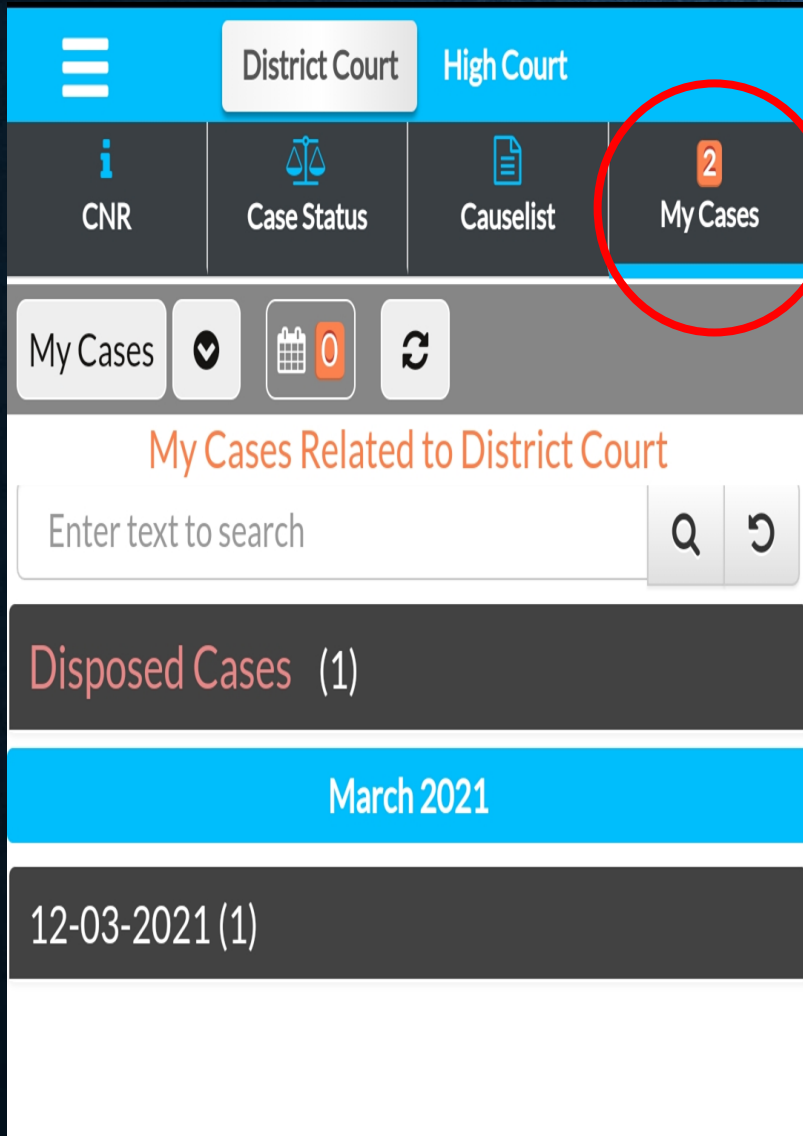 District Court High Court
2
CNR Case Status Causelist My Cases
My Cases 0
My Cases Related to District Court
Enter text to search
Disposed Cases (1)
March 2021
12-03-2021 (1)